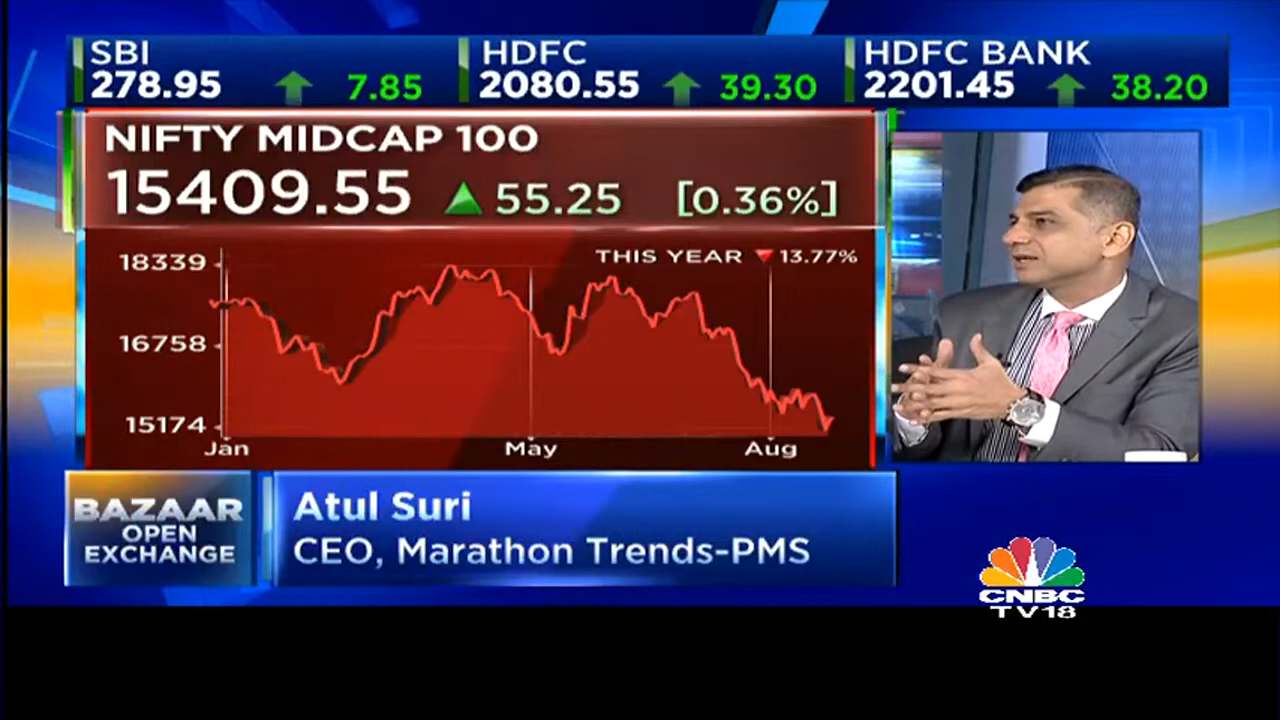 SBI
278.95 7.85
HDFC
2080.55 39.30
HDFC BANK
2201.45 38.20
NIFTY MIDCAP 100
15409.55 55.25 [0.36%]
THIS YEAR 13.77%
18339
16758
15174
Jan May Aug
BAZAAR
OPEN
EXCHANGE
Atul Suri
CEO, Marathon Trends-PMS
CNBC
TV18